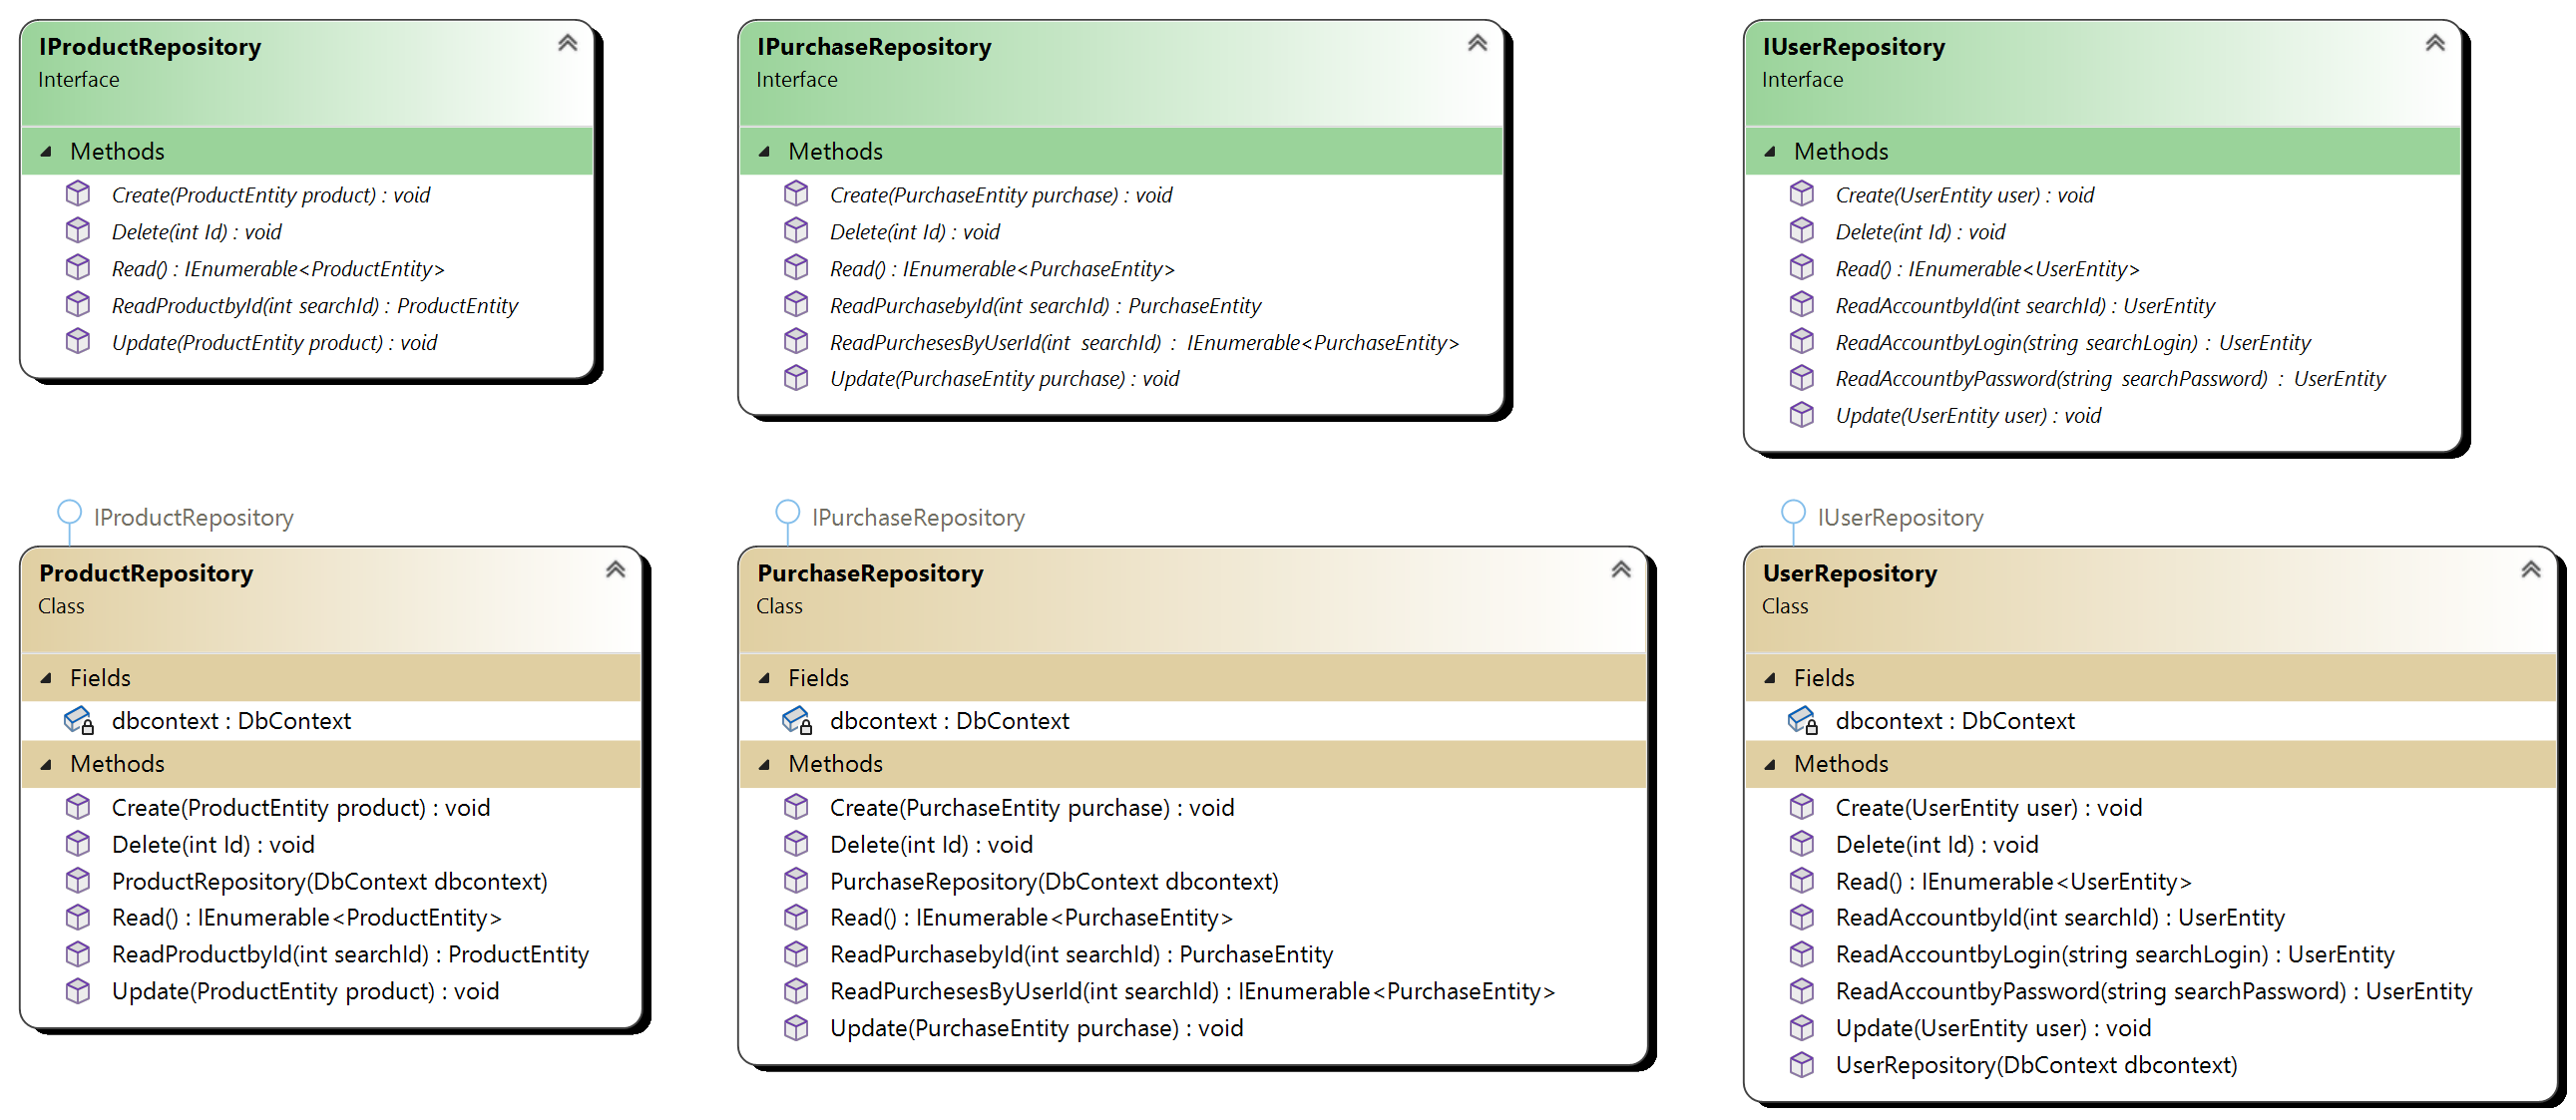 IProductRepository
Interface
Methods
Create(ProductEntity product) : void
Delete(int Id) : void
Read() : IEnumerable<ProductEntity>
ReadProductbyId(int searchId) : ProductEntity
Update(ProductEntity product) : void
IPurchaseRepository
Interface
Methods
Create(PurchaseEntity purchase) : void
Delete(int Id) : void
Read() : IEnumerable<PurchaseEntity>
ReadPurchasebyId(int searchId) : PurchaseEntity
ReadPurchesesByUserId(int searchId) : IEnumerable<PurchaseEntity>
Update(PurchaseEntity purchase) : void
IUserRepository
Interface
Methods
Create(UserEntity user) : void
Delete(int Id) : void
Read() : IEnumerable<UserEntity>
ReadAccountbyId(int searchId) : UserEntity
ReadAccountbyLogin(string searchLogin) : UserEntity
ReadAccountbyPassword(string searchPassword) : UserEntity
Update(UserEntity user) : void
IProductRepository
ProductRepository
Class
Fields
dbcontext : DbContext
Methods
Create(ProductEntity product) : void
Delete(int Id) : void
ProductRepository(DbContext dbcontext)
Read() : IEnumerable<ProductEntity>
ReadProductbyId(int searchId) : ProductEntity
Update(ProductEntity product) : void
IPurchaseRepository
PurchaseRepository
Class
Fields
dbcontext : DbContext
Methods
Create(PurchaseEntity purchase) : void
Delete(int Id) : void
PurchaseRepository(DbContext dbcontext)
Read() : IEnumerable<PurchaseEntity>
ReadPurchasebyId(int searchId) : PurchaseEntity
ReadPurchesesByUserId(int searchId) : IEnumerable<PurchaseEntity>
Update(PurchaseEntity purchase) : void
IUserRepository
UserRepository
Class
Fields
dbcontext : DbContext
Methods
Create(UserEntity user) : void
Delete(int Id) : void
Read() : IEnumerable<UserEntity>
ReadAccountbyId(int searchId) : UserEntity
ReadAccountbyLogin(string searchLogin) : UserEntity
ReadAccountbyPassword(string searchPassword) : UserEntity
Update(UserEntity user) : void
UserRepository(DbContext dbcontext)